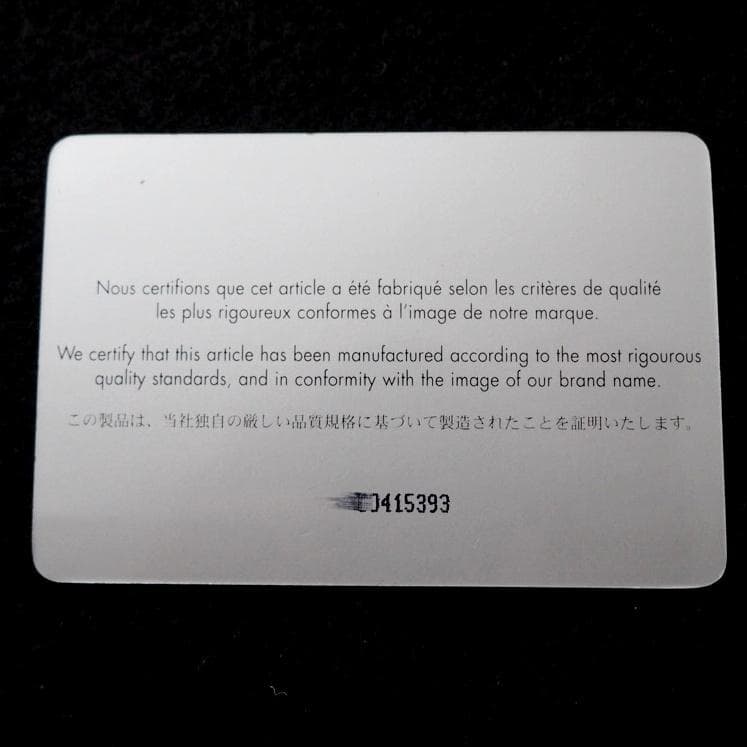 Nous certifions que cet article a été fabriqué selon les critères de qualité
les plus rigoureux conformes à l'image de notre marque.
We certify that this article has been manufactured according to the most rigourous
quality standards, and in conformity with the image of our brand name.
この製品は、当社独自の厳しい品質規格に基づいて製造されたことを証明いたします。